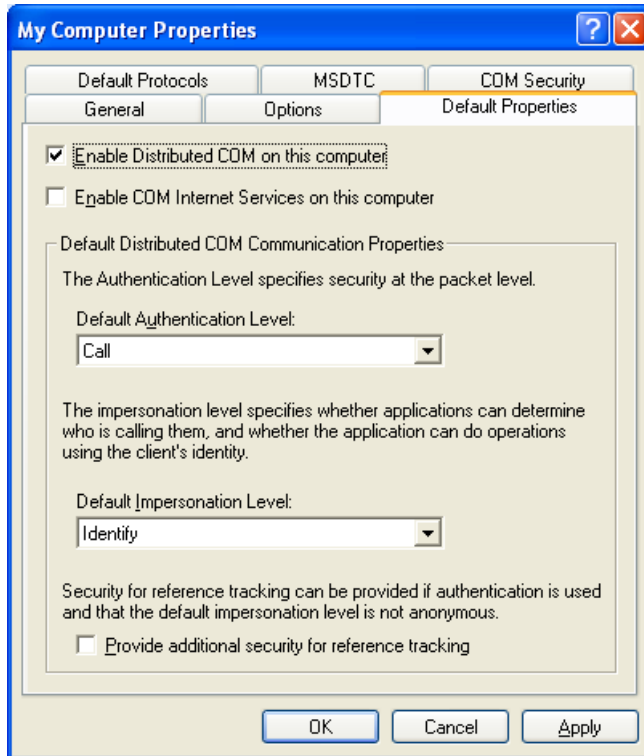 My Computer Properties
Default Protocols MSDTC COM Security
General Options Default Properties
Enable Distributed COM on this computer
Enable COM Internet Services on this computer
Default Distributed COM Communication Properties
The Authentication Level specifies security at the packet level.
Default Authentication Level:
Call
The impersonation level specifies whether applications can determine
who is calling them, and whether the application can do operations
using the client's identity.
Default Impersonation Level:
Identify
Security for reference tracking can be provided if authentication is used
and that the default impersonation level is not anonymous.
Provide additional security for reference tracking
OK Cancel Apply